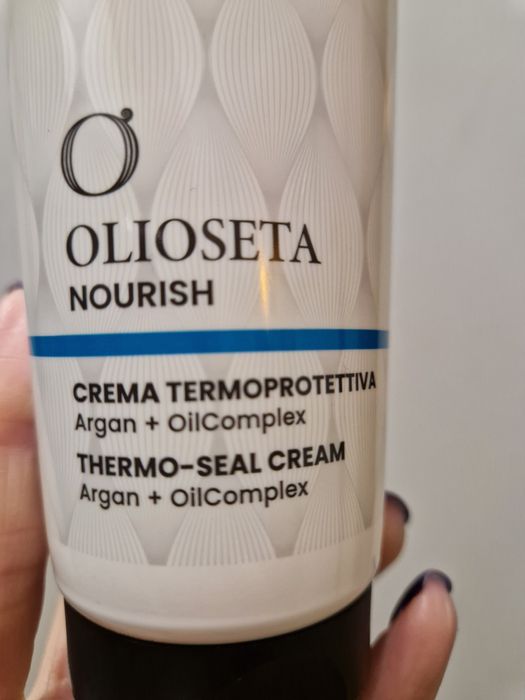 OLIOSETA
NOURISH
CREMA TERMOPROTETTIVA
Argan + OilComplex
THERMO-SEAL CREAM
Argan + OilComplex